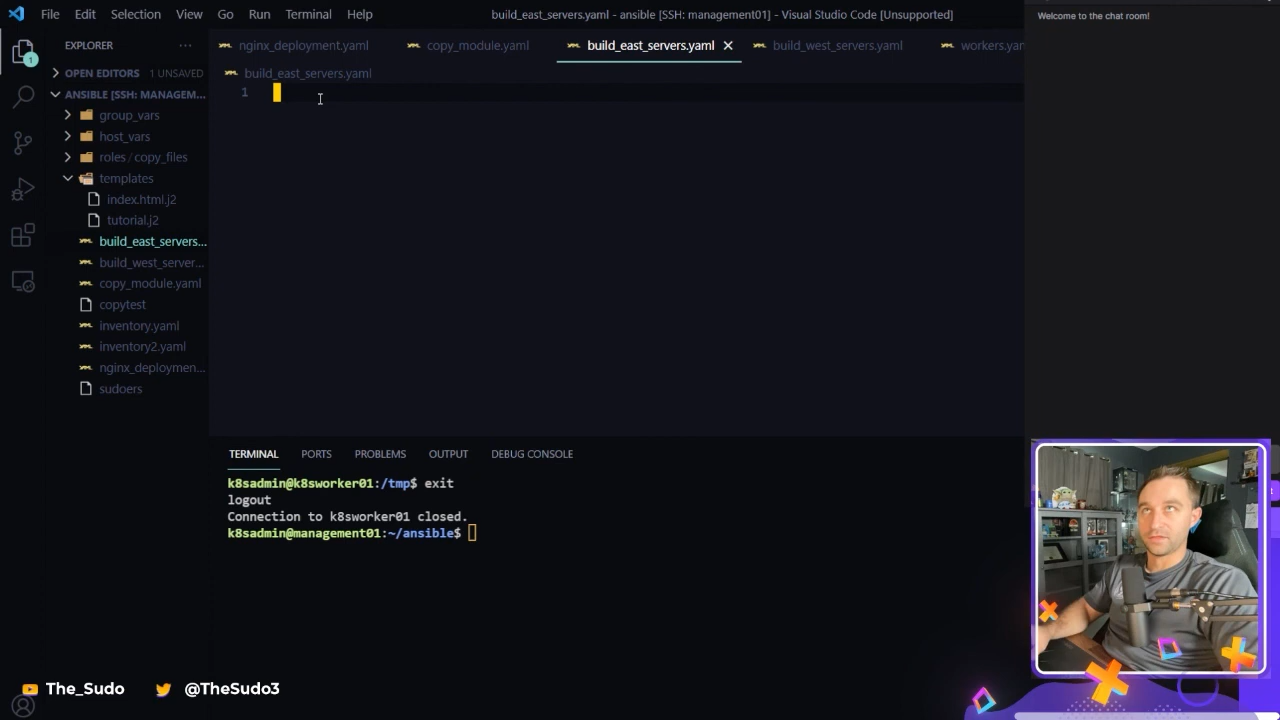 File Edit Selection View Go Run Terminal Help
build_east_servers.yaml - ansible [SSH: management01] - Visual Studio Code [Unsupported]
Welcome to the chat room!
EXPLORER
nginx_deployment.yaml
copy_module.yaml
build_east_servers.yaml
build_west_servers.yaml
workers.yan
1
OPEN EDITORS 1 UNSAVED
ANSIBLE [SSH: MANAGEM...
group_vars
host_vars
roles / copy_files
templates
index.html.j2
tutorial.j2
build_east_servers...
build_west_server...
copy_module.yaml
copytest
inventory.yaml
inventory2.yaml
nginx_deploymen...
sudoers
build_east_servers.yaml
1
TERMINAL PORTS PROBLEMS OUTPUT DEBUG CONSOLE
k8sadmin@k8sworker01:/tmp$ exit
logout
Connection to k8sworker01 closed.
k8sadmin@management01:~/ansible$
The_Sudo @TheSudo3